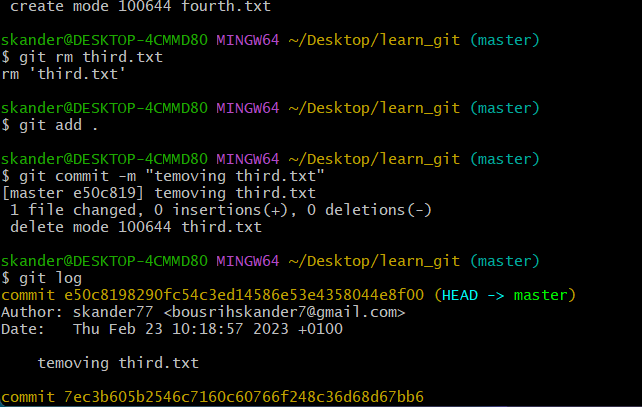 create mode 100644 fourth.txt
skander@DESKTOP-4CMMD80 MINGW64 ~/Desktop/learn_git (master)
$ git rm third.txt
rm 'third.txt'
skander@DESKTOP-4CMMD80 MINGW64 ~/Desktop/learn_git (master)
$ git add .
skander@DESKTOP-4CMMD80 MINGW64 ~/Desktop/learn_git (master)
$ git commit -m "temoving third.txt"
[master e50c819] temoving third.txt
1 file changed, 0 insertions(+), 0 deletions(-)
delete mode 100644 third.txt
skander@DESKTOP-4CMMD80 MINGW64 ~/Desktop/learn_git (master)
$ git log
commit e50c8198290fc54c3ed14586e53e4358044e8f00 (HEAD -> master)
Author: skander77 <bousrihskander7@gmail.com>
Date:   Thu Feb 23 10:18:57 2023 +0100
temoving third.txt
commit 7ec3b605b2546c7160c60766f248c36d68d67bb6